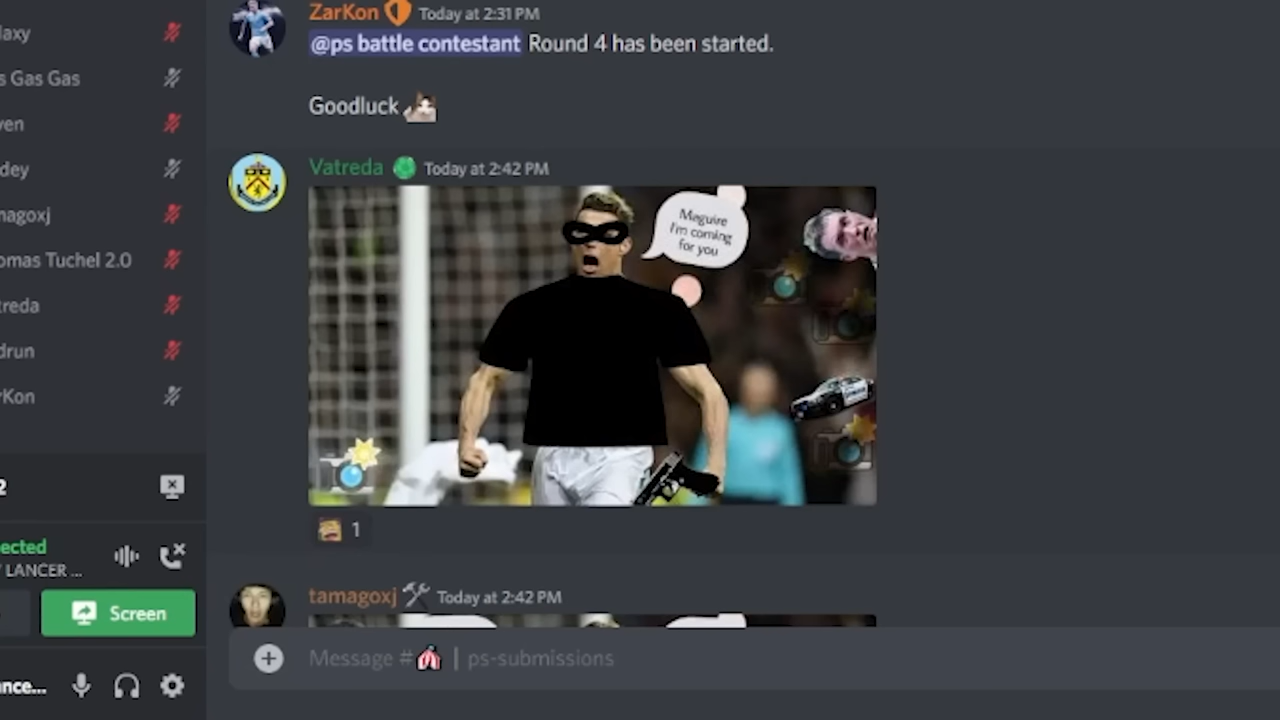 ZarKon Today at 2:31 PM
@ps battle contestant Round 4 has been started.
Goodluck
Vatreda Today at 2:42 PM
Meguire
I'm coming
for you
1
tamagoxj Today at 2:42 PM
Message # | ps-submissions
laxy
s Gas Gas
ven
dey
nagoxj
omas Tuchel 2.0
treda
drun
rKon
2
ected
LANCER ...
Screen
ance...